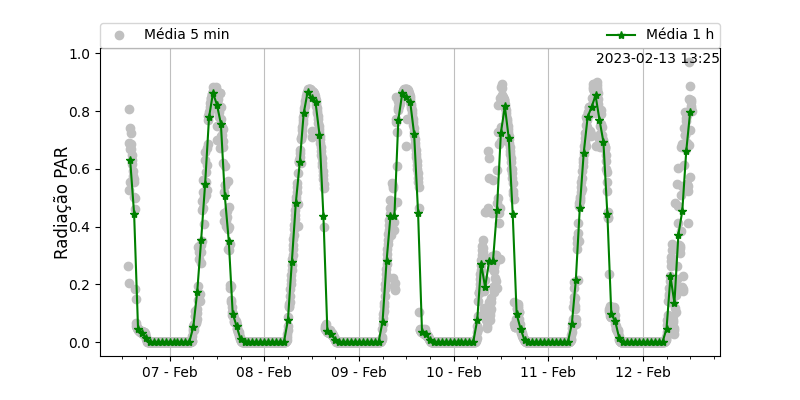 Média 5 min
Média 1 h
2023-02-13 13:25
Radiação PAR
1.0
0.8
0.6
0.4
0.2
0.0
07 - Feb
08 - Feb
09 - Feb
10 - Feb
11 - Feb
12 - Feb